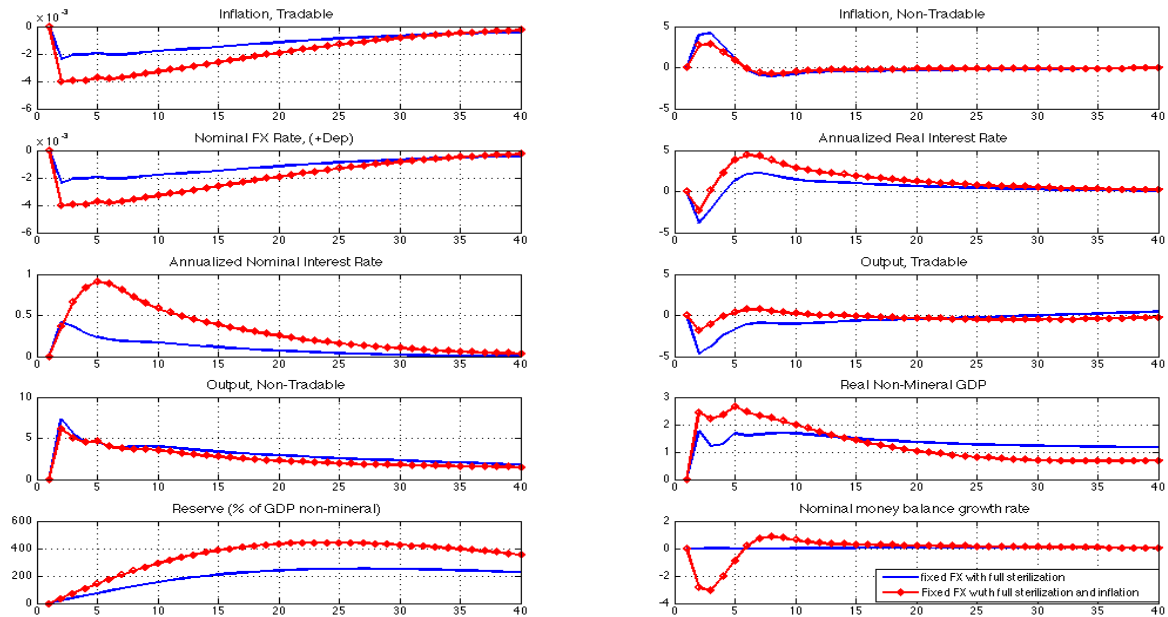 Inflation, Tradable
x 10⁻³
0
-2
-4
-6
0 5 10 15 20 25 30 35 40
Inflation, Non-Tradable
5
0
-5
0 5 10 15 20 25 30 35 40
Nominal FX Rate, (+Dep)
x 10⁻³
0
-2
-4
-6
0 5 10 15 20 25 30 35 40
Annualized Real Interest Rate
5
0
-5
0 5 10 15 20 25 30 35 40
Annualized Nominal Interest Rate
1
0.5
0
0 5 10 15 20 25 30 35 40
Output, Tradable
5
0
-5
0 5 10 15 20 25 30 35 40
Output, Non-Tradable
10
5
0
0 5 10 15 20 25 30 35 40
Real Non-Mineral GDP
3
2
1
0
0 5 10 15 20 25 30 35 40
Reserve (% of GDP non-mineral)
600
400
200
0
0 5 10 15 20 25 30 35 40
Nominal money balance growth rate
2
0
-2
-4
0 5 10 15 20 25 30 35 40
fixed FX with full sterilization
Fixed FX wuth full sterilization and inflation